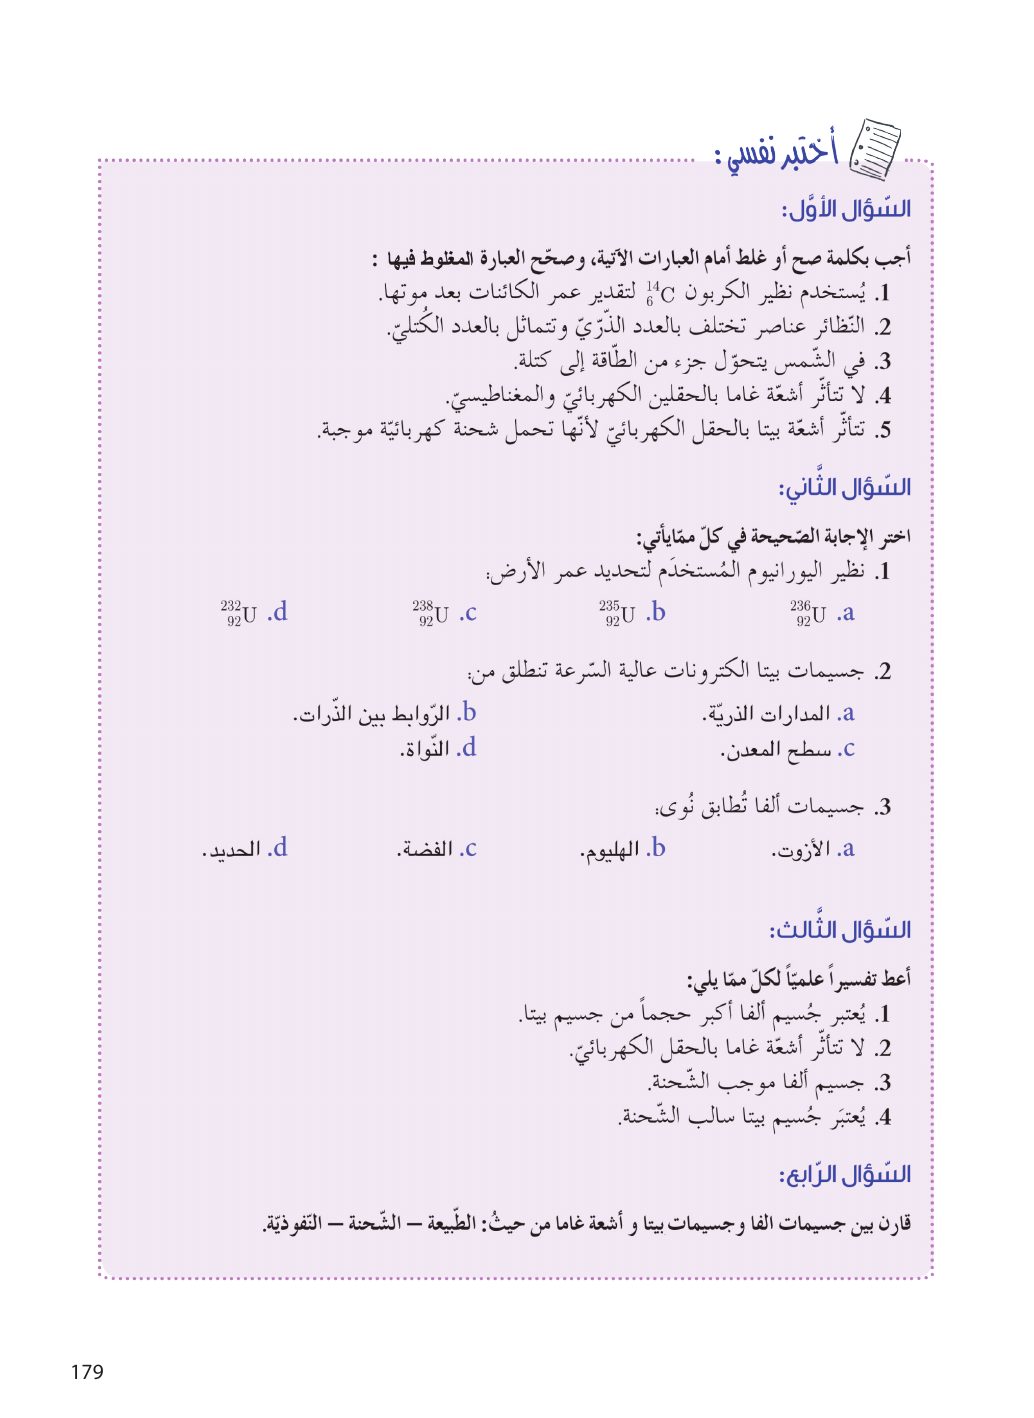 أختبر نفسي:
السّؤال الأوَّل:
أجب بكلمة صح أو غلط أمام العبارات الآتية، وصحّح العبارة المغلوط فيها :
1. يُستخدم نظير الكربون ¹⁴₆C لتقدير عمر الكائنات بعد موتها.
2. النّظائر عناصر تختلف بالعدد الذّرّيّ وتتماثل بالعدد الكُتليّ.
3. في الشّمس يتحوّل جزء من الطّاقة إلى كتلة.
4. لا تتأثّر أشعّة غاما بالحقلين الكهربائيّ والمغناطيسيّ.
5. تتأثّر أشعّة بيتا بالحقل الكهربائيّ لأنّها تحمل شحنة كهربائيّة موجبة.
السّؤال الثَّاني:
اختر الإجابة الصّحيحة في كلّ ممّايأتي:
1. نظير اليورانيوم المُستخدَم لتحديد عمر الأرض:
a. ²³⁶₉₂U b. ²³⁵₉₂U c. ²³⁸₉₂U d. ²³²₉₂U
2. جسيمات بيتا الكترونات عالية السّرعة تنطلق من:
a. المدارات الذريّة. b. الرّوابط بين الذّرات.
c. سطح المعدن. d. النّواة.
3. جسيمات ألفا تُطابق نُوى:
a. الأزوت. b. الهليوم. c. الفضة. d. الحديد.
السّؤال الثَّالث:
أعط تفسيراً علميّاً لكلّ ممّا يلي:
1. يُعتبر جُسيم ألفا أكبر حجماً من جسيم بيتا.
2. لا تتأثّر أشعّة غاما بالحقل الكهربائيّ.
3. جسيم ألفا موجب الشّحنة.
4. يُعتبَر جُسيم بيتا سالب الشّحنة.
السّؤال الرّابع:
قارن بين جسيمات الفا وجسيمات بيتا و أشعة غاما من حيثُ: الطّبيعة – الشّحنة – النّفوذيّة.
179